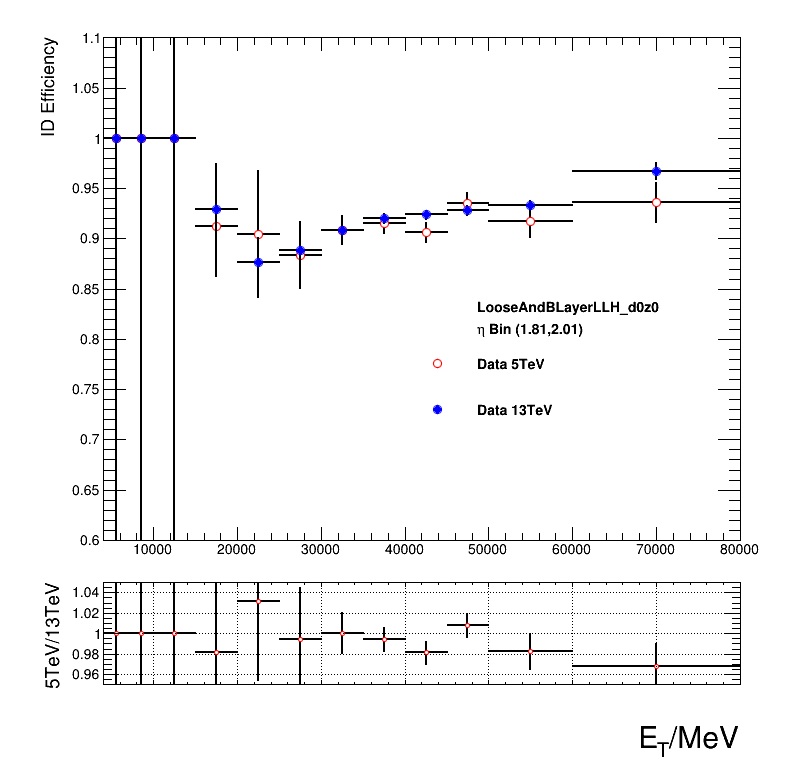 ID Efficiency
1.1
1.05
1
0.95
0.9
0.85
0.8
0.75
0.7
0.65
0.6
LooseAndBLayerLLH_d0z0
η Bin (1.81,2.01)
Data 5TeV
Data 13TeV
10000 20000 30000 40000 50000 60000 70000 80000
5TeV/13TeV
1.04
1.02
1
0.98
0.96
E_T/MeV